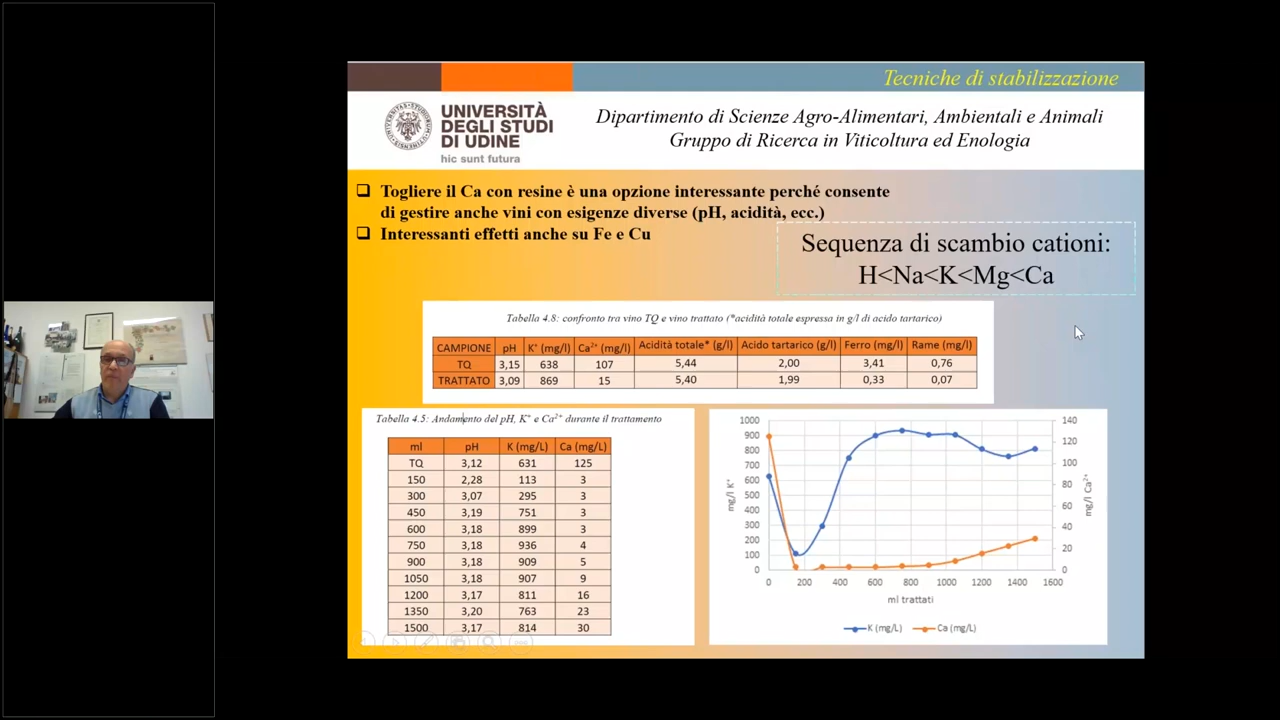 Tecniche di stabilizzazione
UNIVERSITÀ
DEGLI STUDI
DI UDINE
hic sunt futura
Dipartimento di Scienze Agro-Alimentari, Ambientali e Animali
Gruppo di Ricerca in Viticoltura ed Enologia
❑ Togliere il Ca con resine è una opzione interessante perché consente
di gestire anche vini con esigenze diverse (pH, acidità, ecc.)
❑ Interessanti effetti anche su Fe e Cu
Sequenza di scambio cationi:
H<Na<K<Mg<Ca
Tabella 4.8: confronto tra vino TQ e vino trattato (*acidità totale espressa in g/l di acido tartarico)
CAMPIONE pH K⁺ (mg/l) Ca²⁺ (mg/l) Acidità totale* (g/l) Acido tartarico (g/l) Ferro (mg/l) Rame (mg/l)
TQ 3,15 638 107 5,44 2,00 3,41 0,76
TRATTATO 3,09 869 15 5,40 1,99 0,33 0,07
Tabella 4.5: Andamento del pH, K⁺ e Ca²⁺ durante il trattamento
ml pH K (mg/L) Ca (mg/L)
TQ 3,12 631 125
150 2,28 113 3
300 3,07 295 3
450 3,19 751 3
600 3,18 899 3
750 3,18 936 4
900 3,18 909 5
1050 3,18 907 9
1200 3,17 811 16
1350 3,20 763 23
1500 3,17 814 30
1000 140
900 120
800
700 100
600 80
500
400 60
300 40
200
100 20
0 0
mg/l K⁺
mg/l Ca²⁺
0 200 400 600 800 1000 1200 1400 1600
ml trattati
K (mg/L) Ca (mg/L)